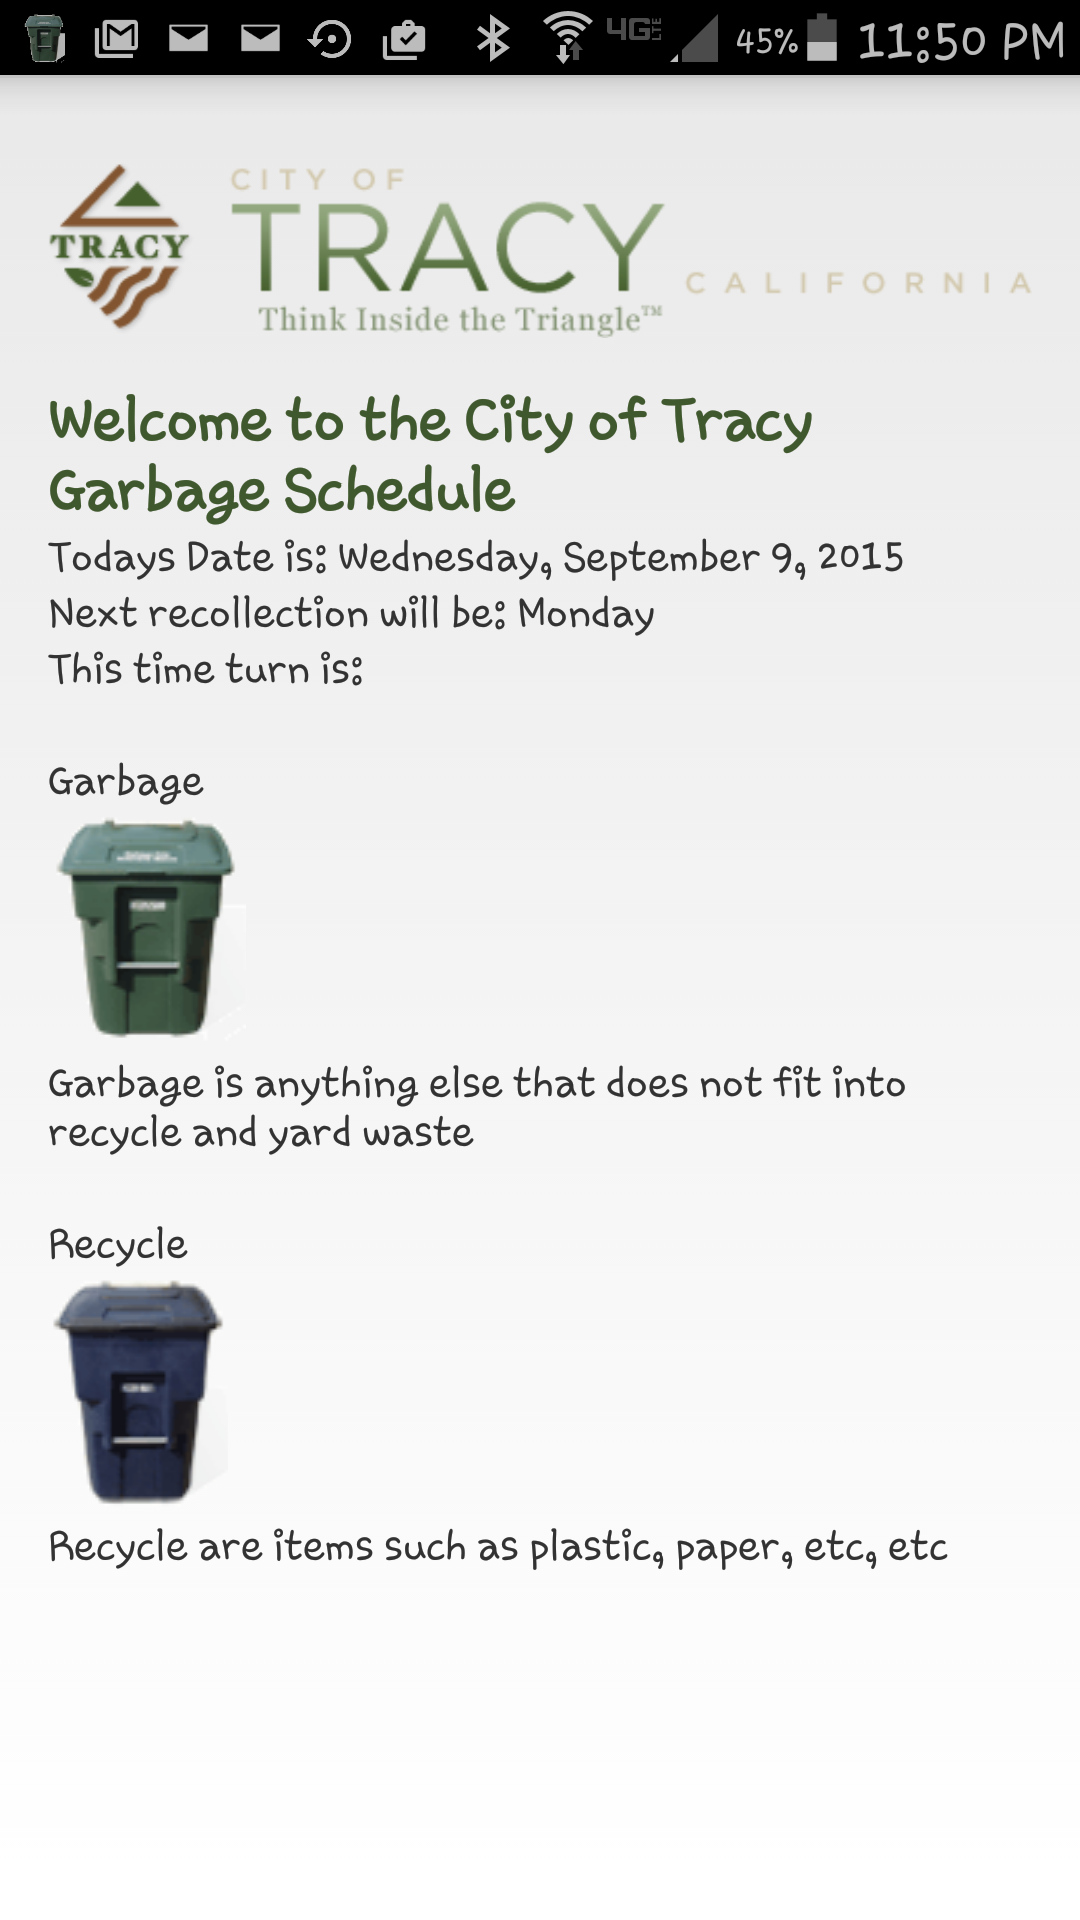 45% 11:50 PM
4G LTE
CITY OF
TRACY
TRACY
CALIFORNIA
Think Inside the Triangle™
Welcome to the City of Tracy
Garbage Schedule
Todays Date is: Wednesday, September 9, 2015
Next recollection will be: Monday
This time turn is:
Garbage
Garbage is anything else that does not fit into
recycle and yard waste
Recycle
Recycle are items such as plastic, paper, etc, etc